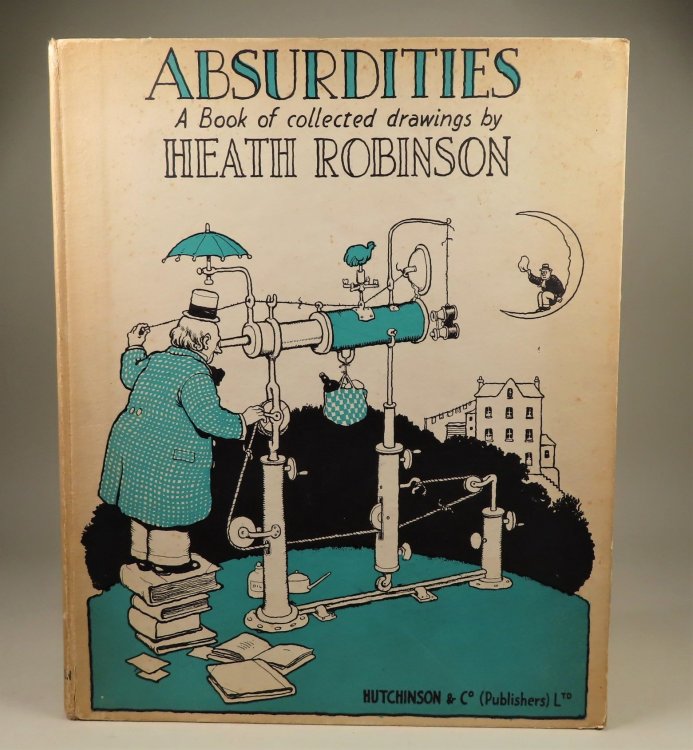 ABSURDITIES
A Book of collected drawings by
HEATH ROBINSON
HUTCHINSON & Co (Publishers) LTD